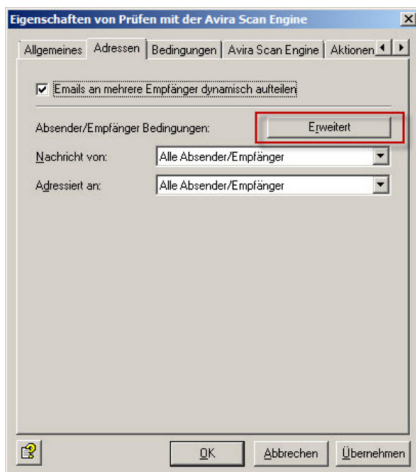 Eigenschaften von Prüfen mit der Avira Scan Engine
Allgemeines Adressen Bedingungen Avira Scan Engine Aktionen
Emails an mehrere Empfänger dynamisch aufteilen
Absender/Empfänger Bedingungen: Erweitert
Nachricht von: Alle Absender/Empfänger
Adressiert an: Alle Absender/Empfänger
OK Abbrechen Übernehmen